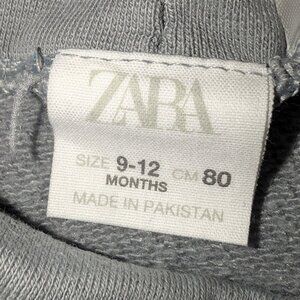 ZARA
SIZE 9-12 CM 80
MONTHS
MADE IN PAKISTAN